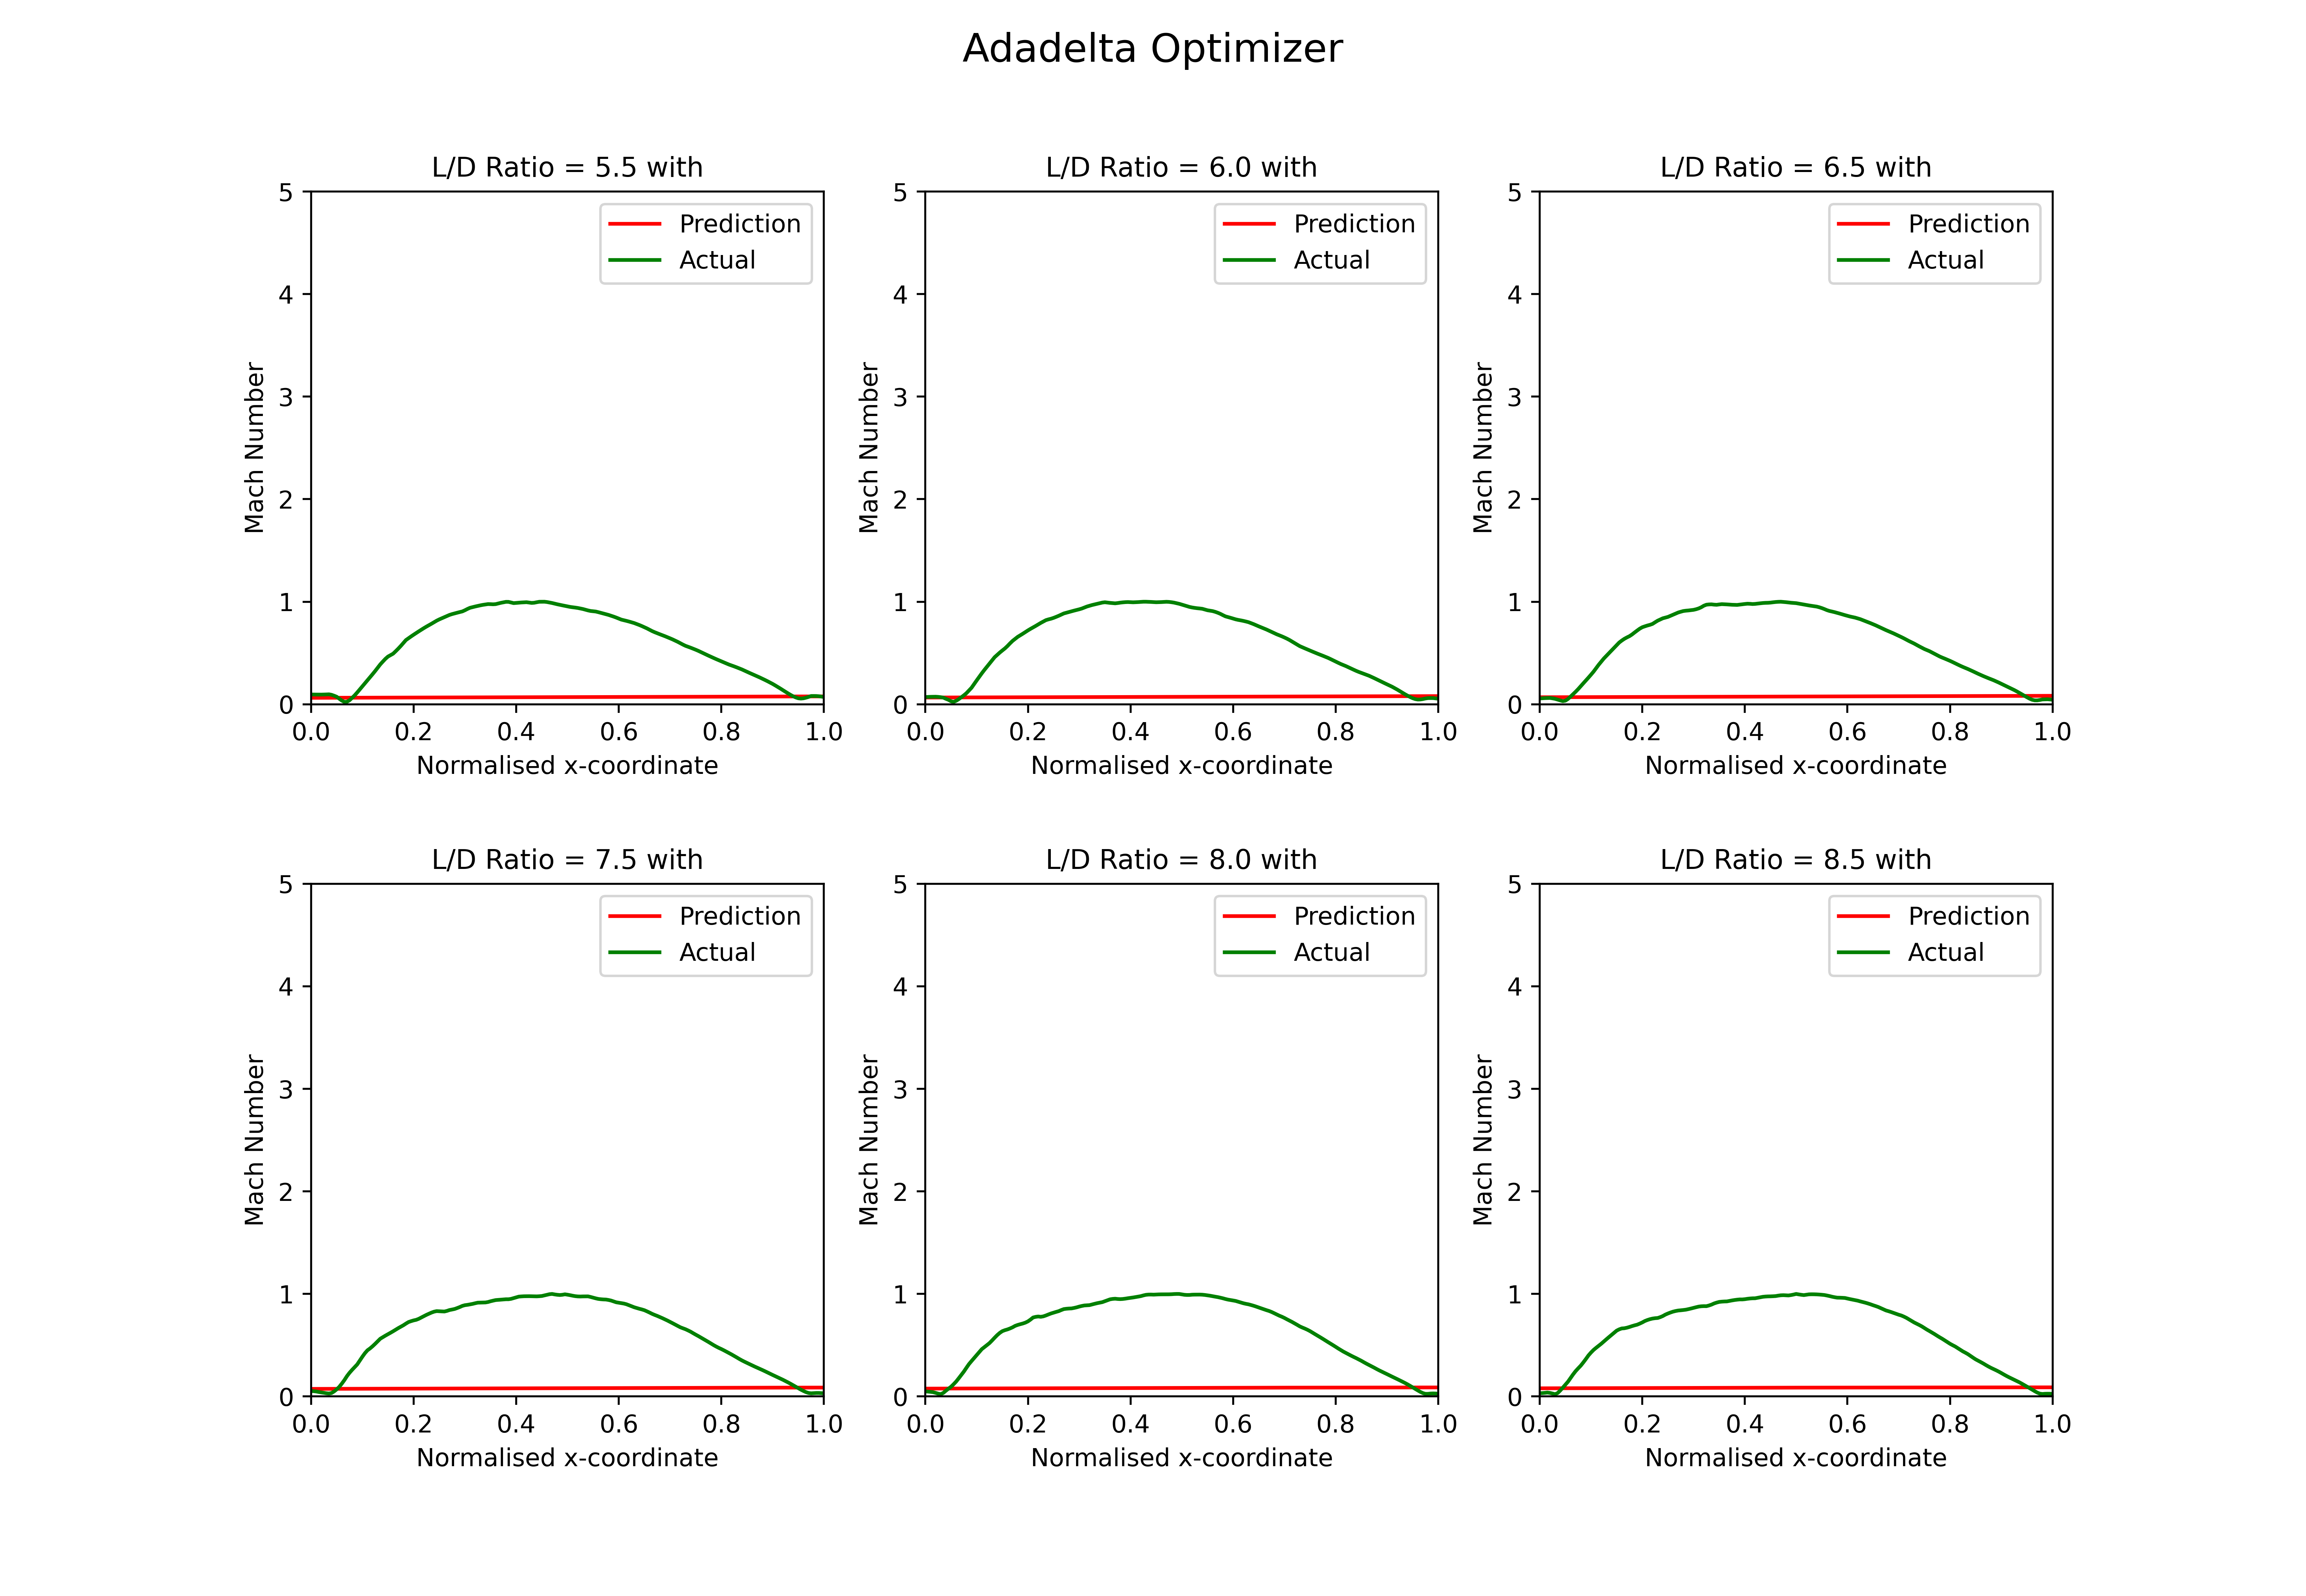 Adadelta Optimizer
L/D Ratio = 5.5 with
5
4
3
2
1
0
Mach Number
Prediction
Actual
0.0 0.2 0.4 0.6 0.8 1.0
Normalised x-coordinate
L/D Ratio = 6.0 with
5
4
3
2
1
0
Mach Number
Prediction
Actual
0.0 0.2 0.4 0.6 0.8 1.0
Normalised x-coordinate
L/D Ratio = 6.5 with
5
4
3
2
1
0
Mach Number
Prediction
Actual
0.0 0.2 0.4 0.6 0.8 1.0
Normalised x-coordinate
L/D Ratio = 7.5 with
5
4
3
2
1
0
Mach Number
Prediction
Actual
0.0 0.2 0.4 0.6 0.8 1.0
Normalised x-coordinate
L/D Ratio = 8.0 with
5
4
3
2
1
0
Mach Number
Prediction
Actual
0.0 0.2 0.4 0.6 0.8 1.0
Normalised x-coordinate
L/D Ratio = 8.5 with
5
4
3
2
1
0
Mach Number
Prediction
Actual
0.0 0.2 0.4 0.6 0.8 1.0
Normalised x-coordinate